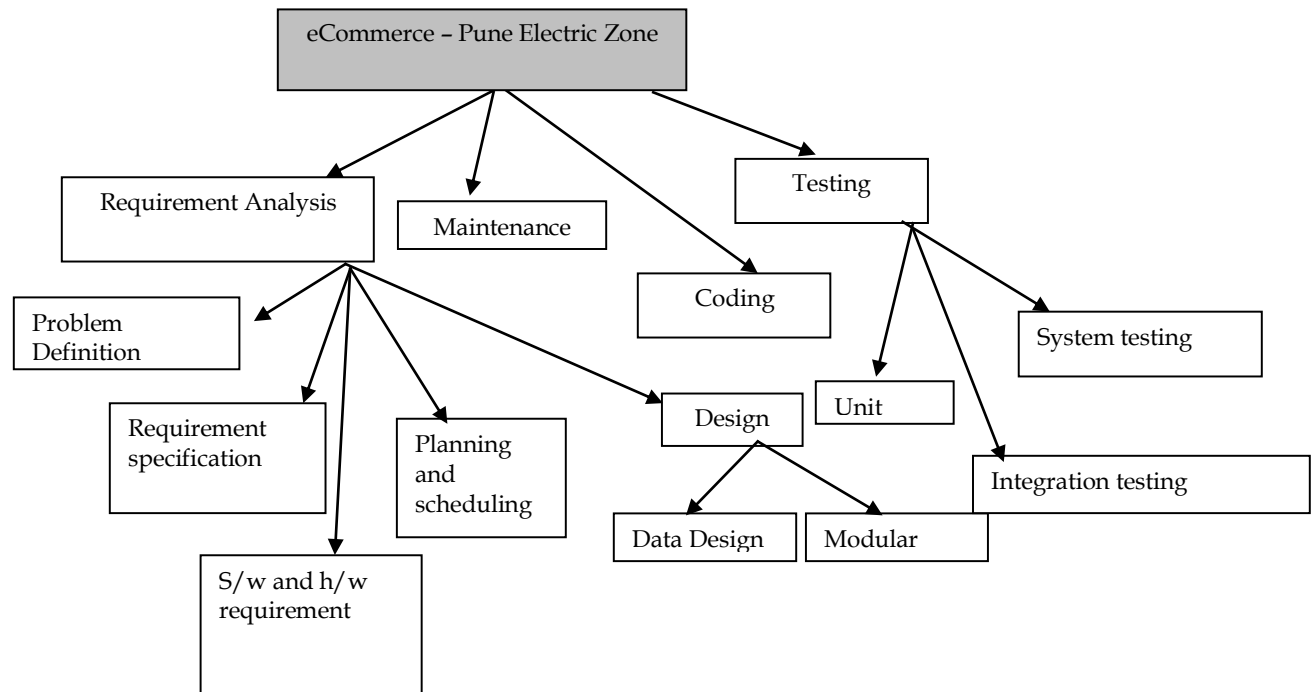 eCommerce – Pune Electric Zone
Requirement Analysis
Maintenance
Testing
Coding
Problem
Definition
System testing
Unit
Design
Requirement
specification
Planning
and
scheduling
Integration testing
Data Design
Modular
S/w and h/w
requirement